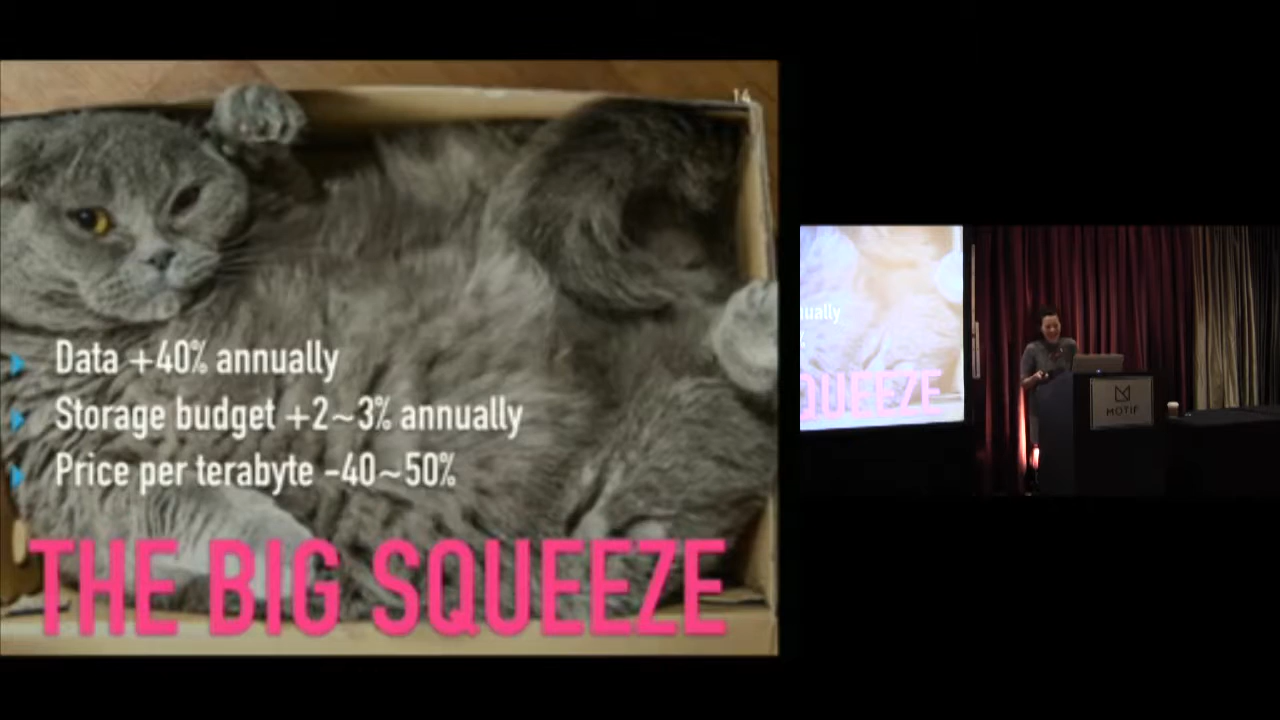 14
Data +40% annually
Storage budget +2~3% annually
Price per terabyte -40~50%
THE BIG SQUEEZE
ually
QUEEZE
MOTIF